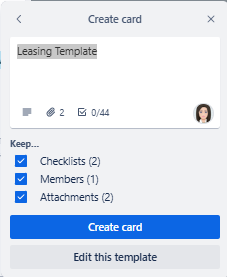 Create card
Leasing Template
2 0/44
Keep...
Checklists (2)
Members (1)
Attachments (2)
Create card
Edit this template